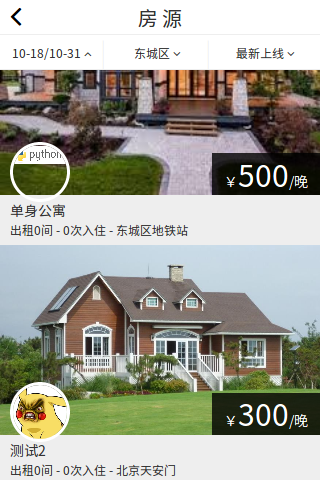 房源
10-18/10-31 东城区 最新上线
python
¥500/晚
单身公寓
出租0间 - 0次入住 - 东城区地铁站
¥300/晚
测试2
出租0间 - 0次入住 - 北京天安门